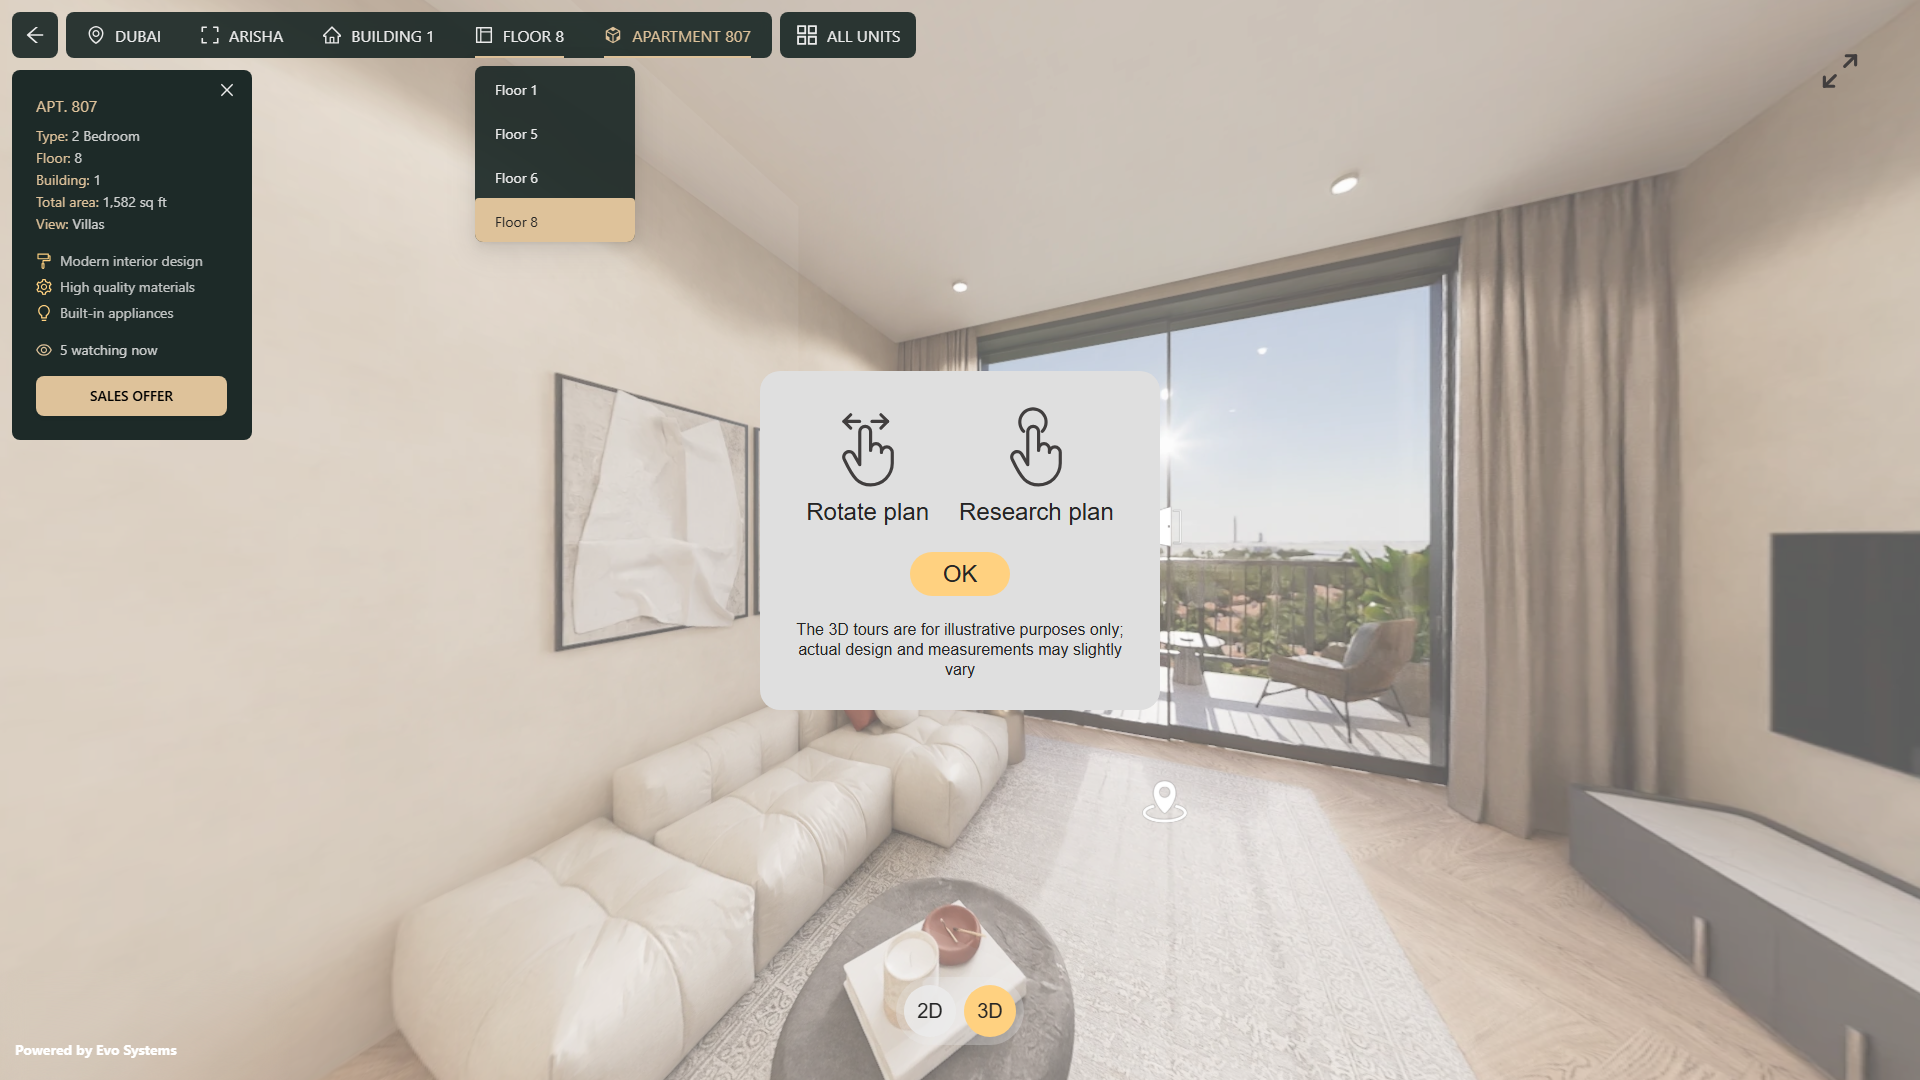 DUBAI
ARISHA
BUILDING 1
FLOOR 8
APARTMENT 807
ALL UNITS
Floor 1
Floor 5
Floor 6
Floor 8
APT. 807
Type: 2 Bedroom
Floor: 8
Building: 1
Total area: 1,582 sq ft
View: Villas
Modern interior design
High quality materials
Built-in appliances
5 watching now
SALES OFFER
Rotate plan
Research plan
OK
The 3D tours are for illustrative purposes only;
actual design and measurements may slightly
vary
2D
3D
Powered by Evo Systems